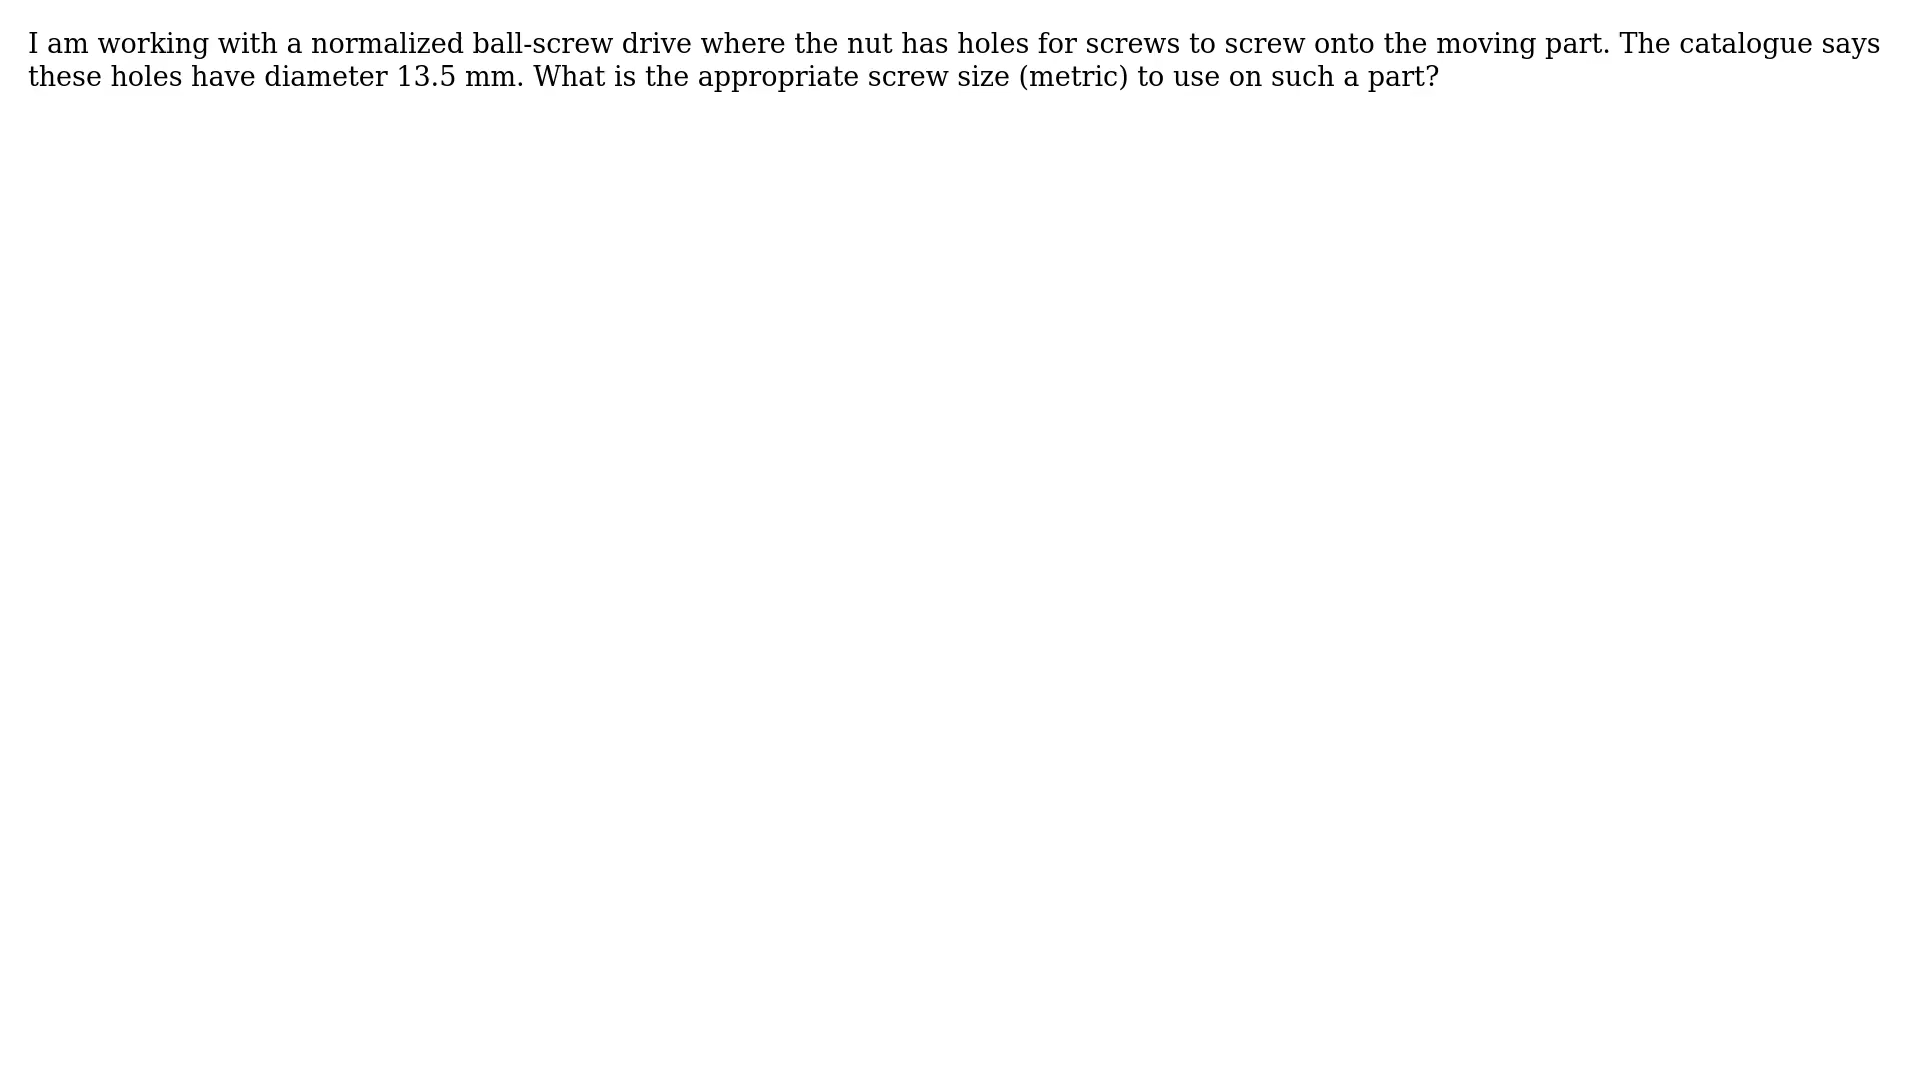 I am working with a normalized ball-screw drive where the nut has holes for screws to screw onto the moving part. The catalogue says
these holes have diameter 13.5 mm. What is the appropriate screw size (metric) to use on such a part?